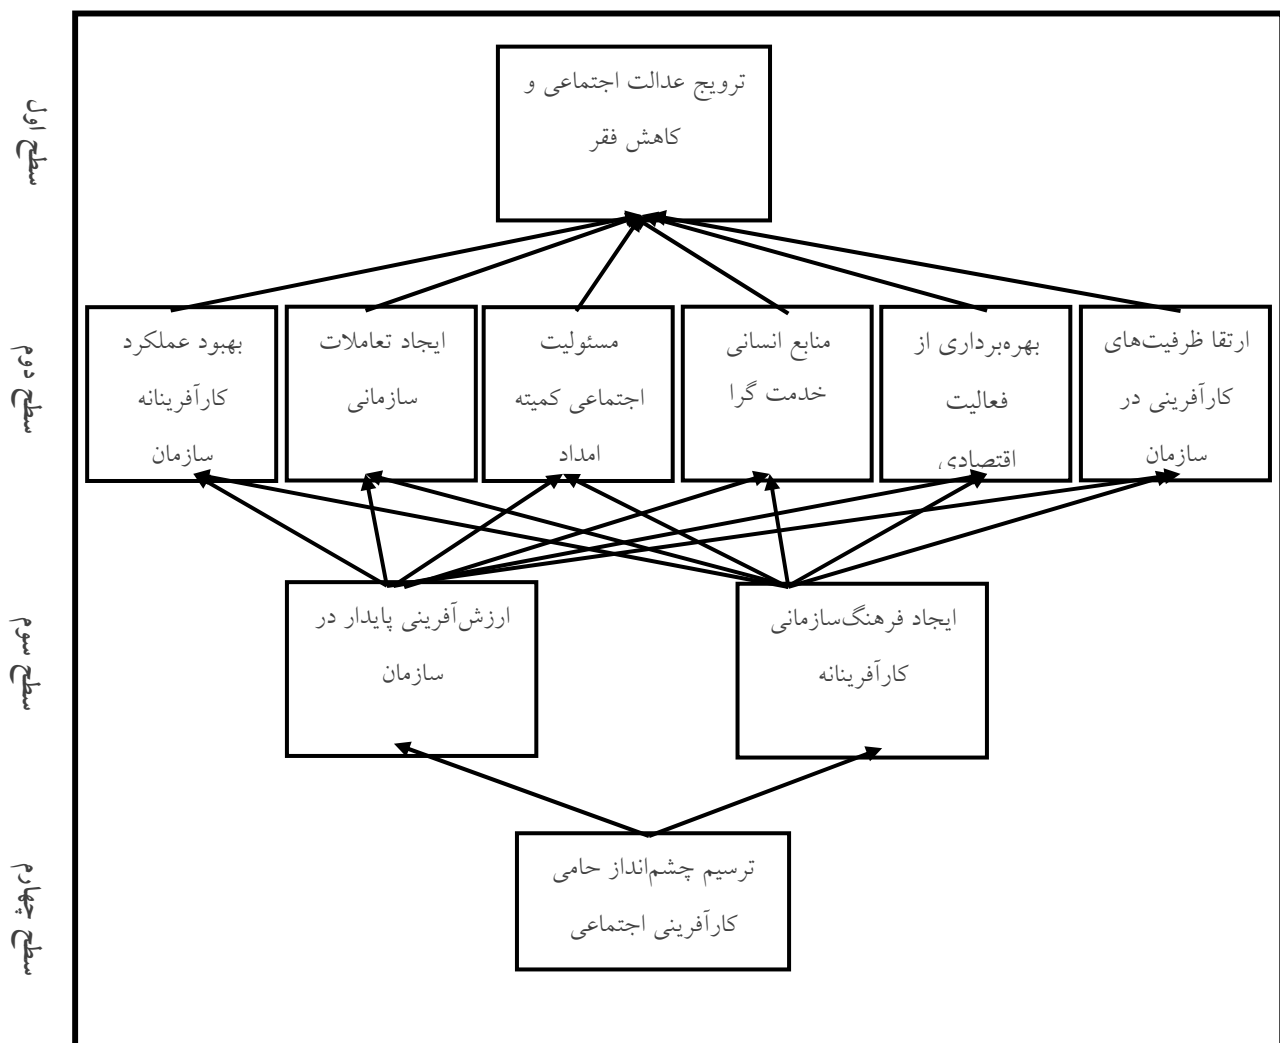 سطح اول
ترویج عدالت اجتماعی و
کاهش فقر
سطح دوم
ارتقا ظرفیت‌های
کارآفرینی در
سازمان
بهره‌برداری از
فعالیت
اقتصادی
منابع انسانی
خدمت گرا
مسئولیت
اجتماعی کمیته
امداد
ایجاد تعاملات
سازمانی
بهبود عملکرد
کارآفرینانه
سازمان
سطح سوم
ایجاد فرهنگ‌سازمانی
کارآفرینانه
ارزش‌آفرینی پایدار در
سازمان
سطح چهارم
ترسیم چشم‌انداز حامی
کارآفرینی اجتماعی